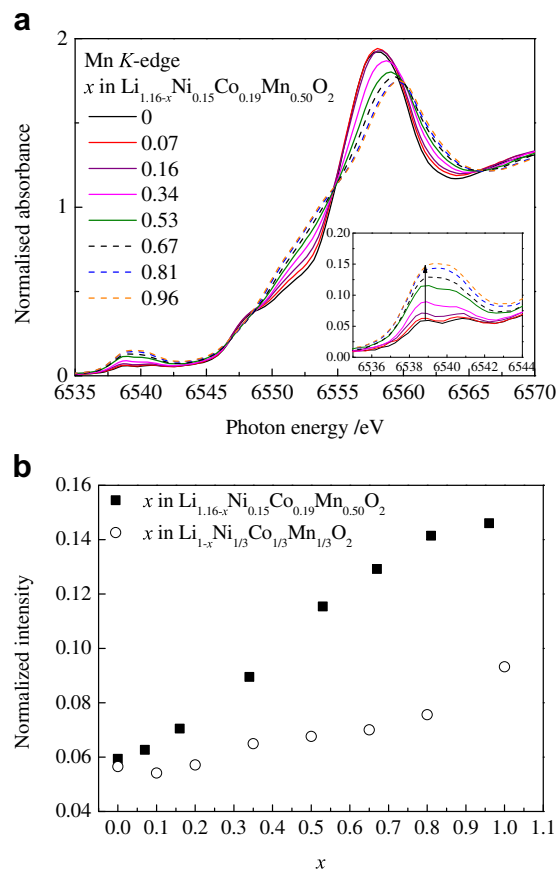 a
Mn K-edge
x in Li1.16-xNi0.15Co0.19Mn0.50O2
0
0.07
0.16
0.34
0.53
0.67
0.81
0.96
Normalised absorbance
2
1
0
6535 6540 6545 6550 6555 6560 6565 6570
Photon energy /eV
0.20
0.15
0.10
0.05
0.00
6536 6538 6540 6542 6544
b
x in Li1.16-xNi0.15Co0.19Mn0.50O2
x in Li1-xNi1/3Co1/3Mn1/3O2
Normalized intensity
0.16
0.14
0.12
0.10
0.08
0.06
0.04
0.0 0.1 0.2 0.3 0.4 0.5 0.6 0.7 0.8 0.9 1.0 1.1
x